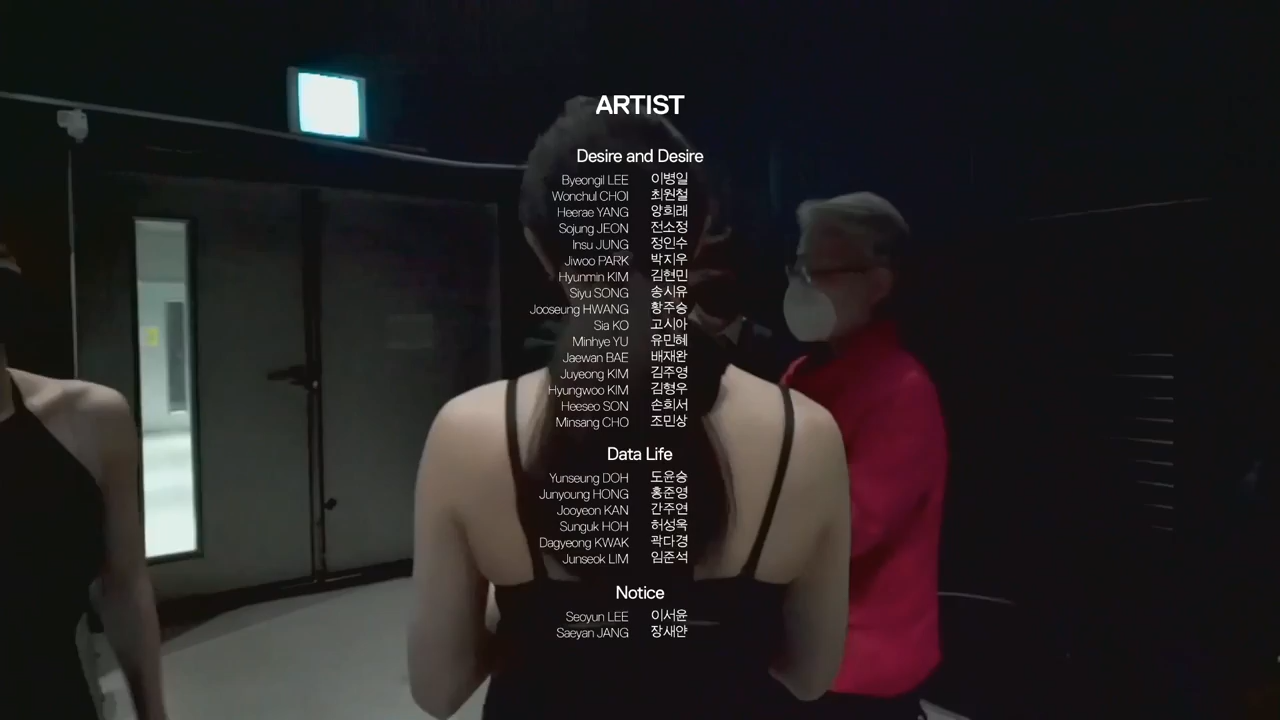 ARTIST
Desire and Desire
Byeongil LEE 이병일
Wonchul CHOI 최원철
Heerae YANG 양희래
Sojung JEON 전소정
Insu JUNG 정인수
Jiwoo PARK 박지우
Hyunmin KIM 김현민
Siyu SONG 송시유
Jooseung HWANG 황주승
Sia KO 고시아
Minhye YU 유민혜
Jaewan BAE 배재완
Juyeong KIM 김주영
Hyungwoo KIM 김형우
Heeseo SON 손희서
Minsang CHO 조민상
Data Life
Yunseung DOH 도윤승
Junyoung HONG 홍준영
Jooyeon KAN 간주연
Sunguk HOH 허성욱
Dagyeong KWAK 곽다경
Junseok LIM 임준석
Notice
Seoyun LEE 이서윤
Saeyan JANG 장새얀